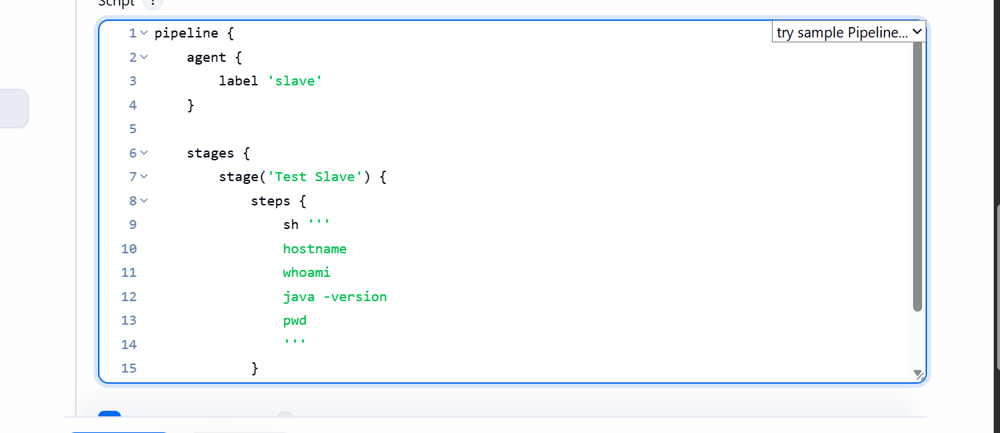 Script ?
try sample Pipeline...
1 pipeline {
2     agent {
3         label 'slave'
4     }
5
6     stages {
7         stage('Test Slave') {
8             steps {
9                 sh '''
10                 hostname
11                 whoami
12                 java -version
13                 pwd
14                 '''
15             }